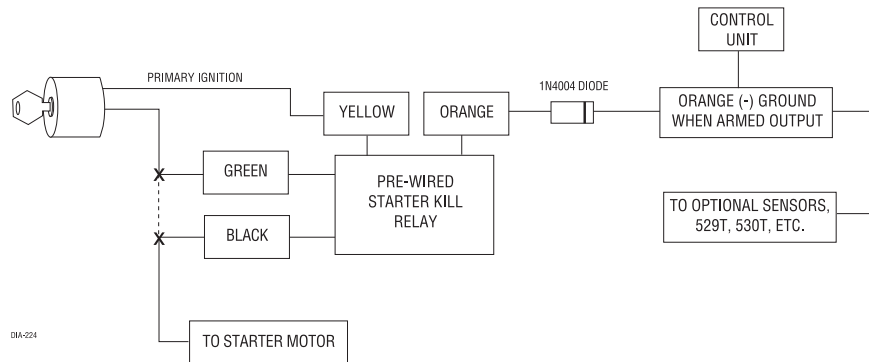 CONTROL
UNIT
PRIMARY IGNITION
1N4004 DIODE
YELLOW
ORANGE
ORANGE (-) GROUND
WHEN ARMED OUTPUT
GREEN
PRE-WIRED
STARTER KILL
RELAY
TO OPTIONAL SENSORS,
529T, 530T, ETC.
BLACK
DIA-224
TO STARTER MOTOR